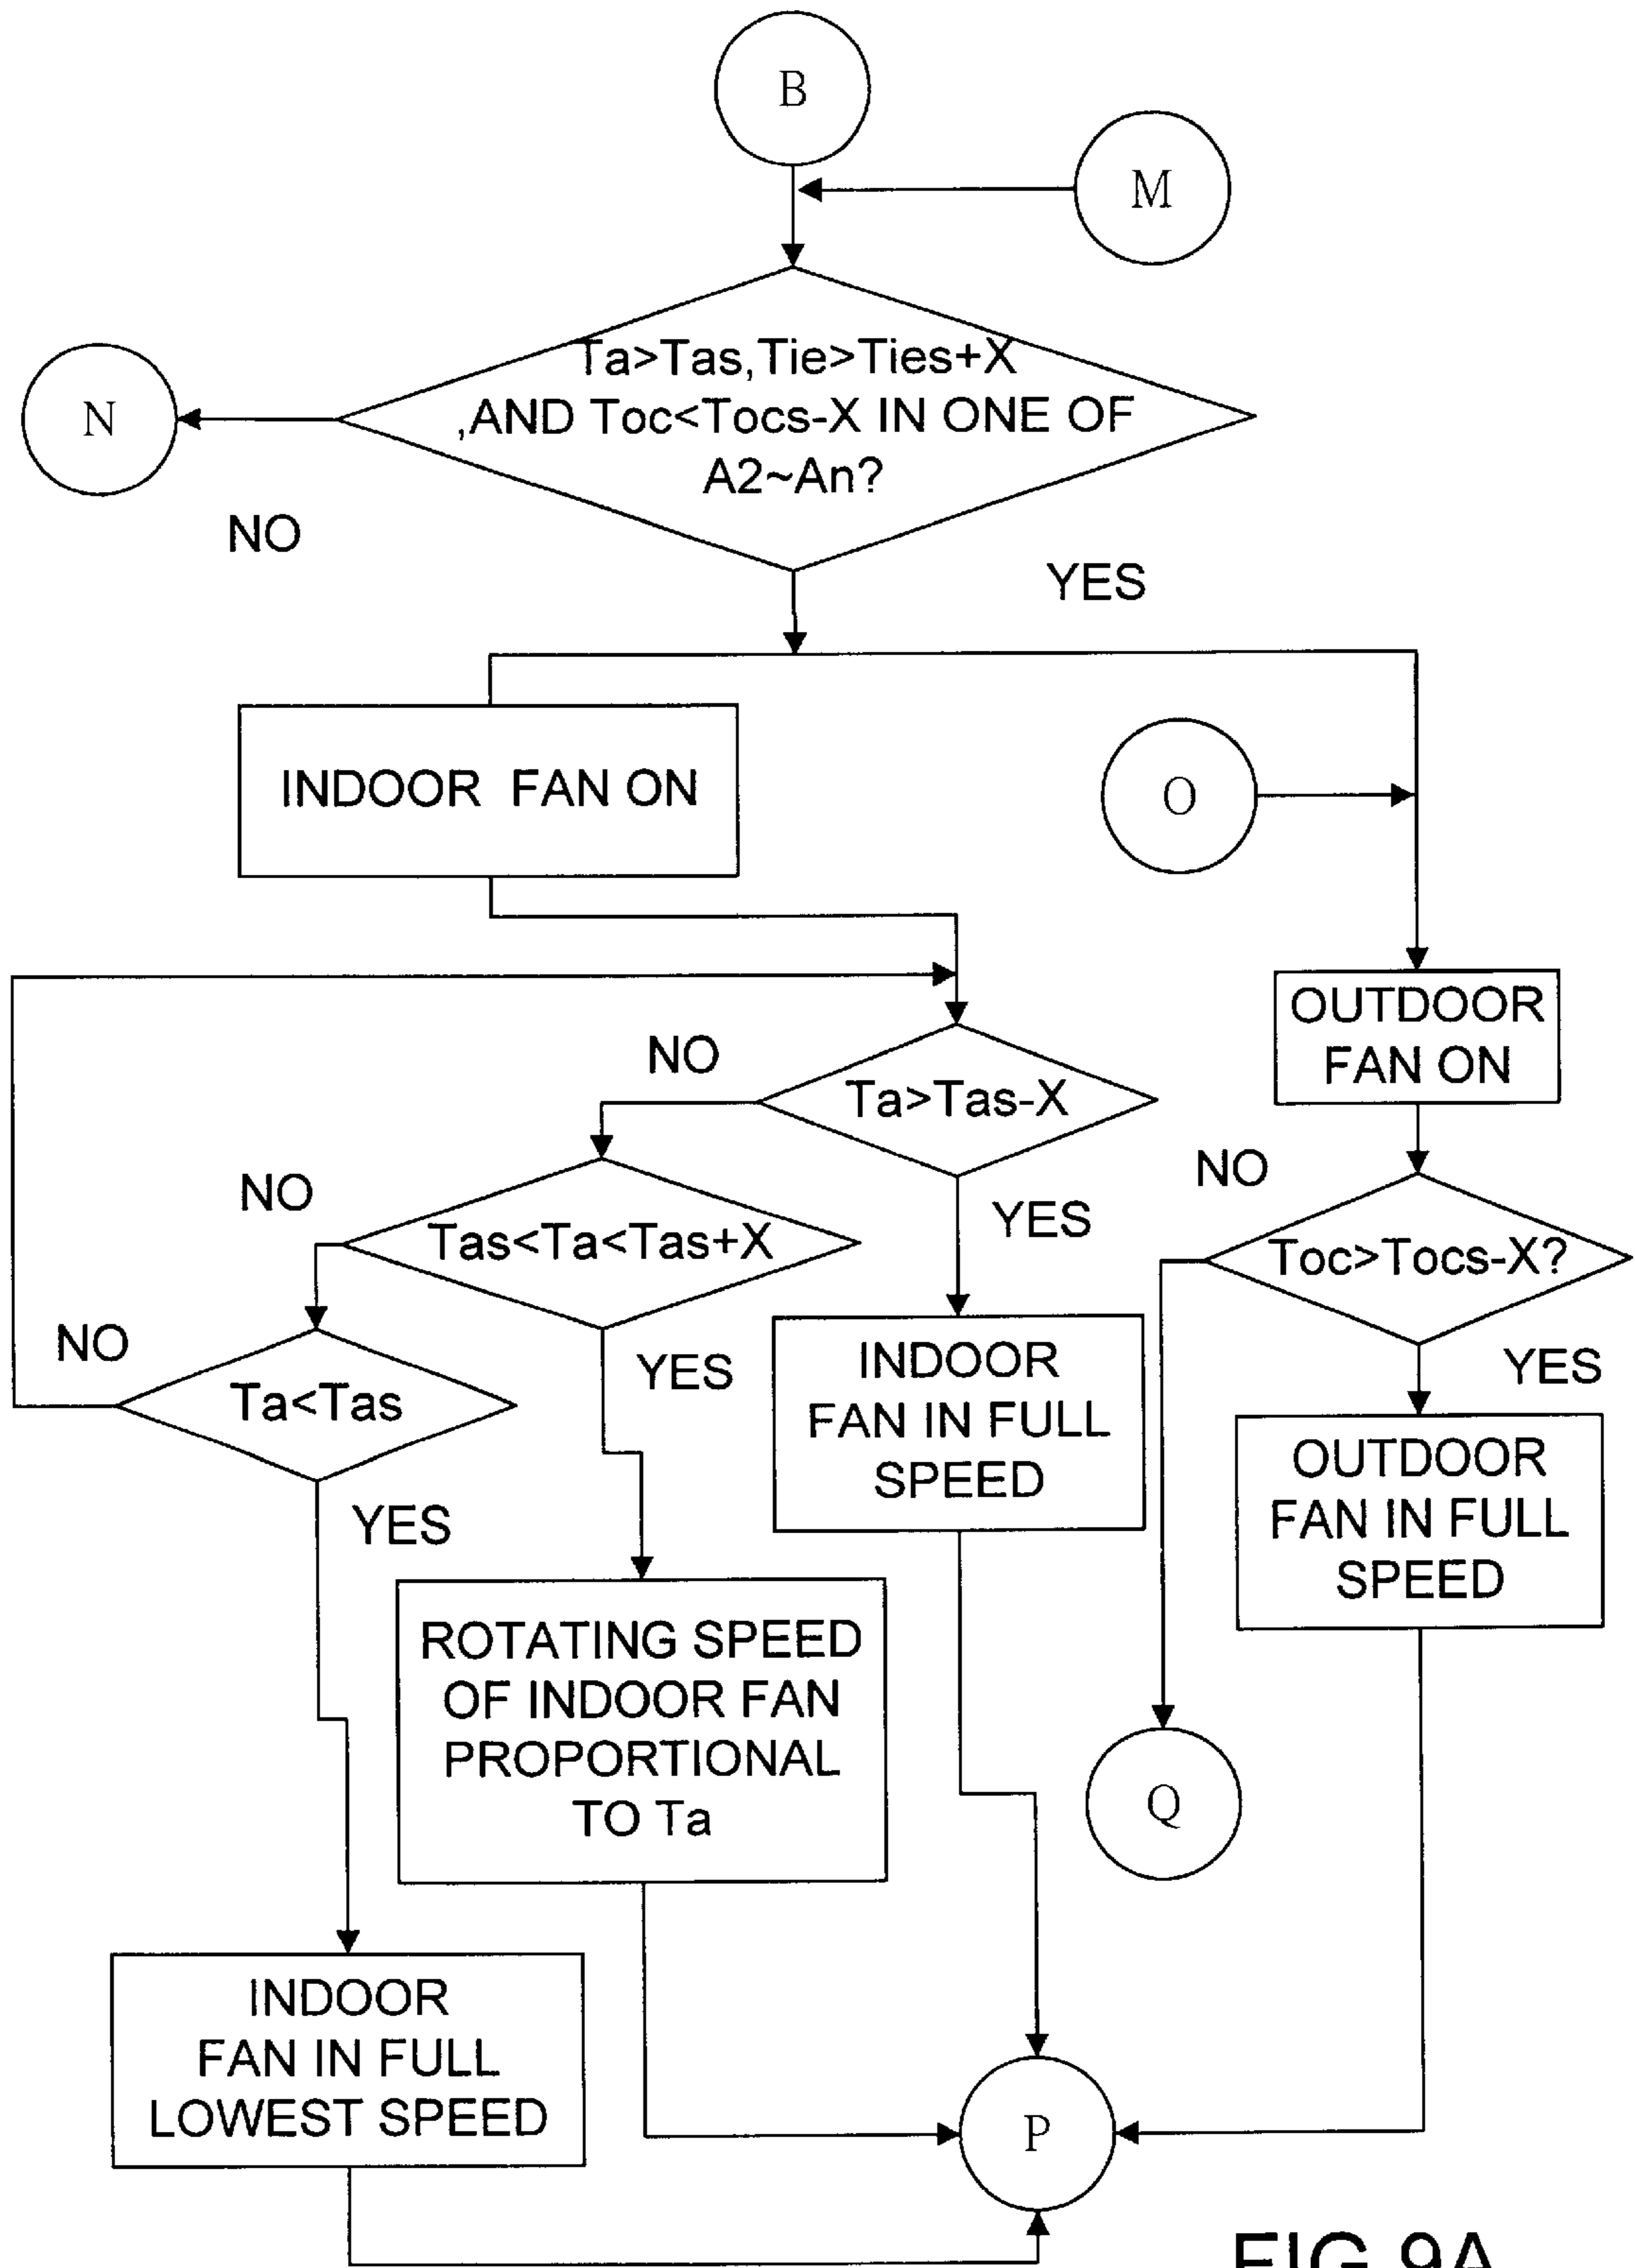 B
M
Ta>Tas,Tie>Ties+X
,AND Toc<Tocs-X IN ONE OF
A2~An?
N
NO
YES
INDOOR FAN ON
O
OUTDOOR
FAN ON
NO
Ta>Tas-X
NO
YES
Toc>Tocs-X?
NO
Tas<Ta<Tas+X
YES
INDOOR
FAN IN FULL
SPEED
YES
OUTDOOR
FAN IN FULL
SPEED
NO
Ta<Tas
YES
YES
ROTATING SPEED
OF INDOOR FAN
PROPORTIONAL
TO Ta
Q
INDOOR
FAN IN FULL
LOWEST SPEED
P
FIG.9A